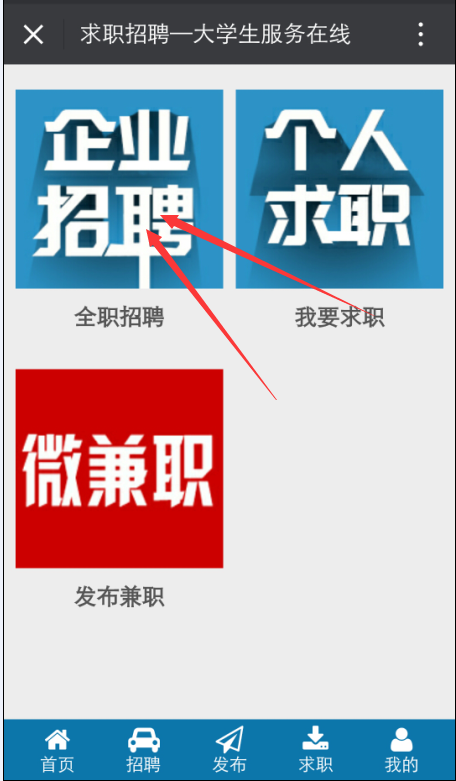 求职招聘—大学生服务在线
企业
招聘
个人
求职
全职招聘
我要求职
微兼职
发布兼职
首页
招聘
发布
求职
我的